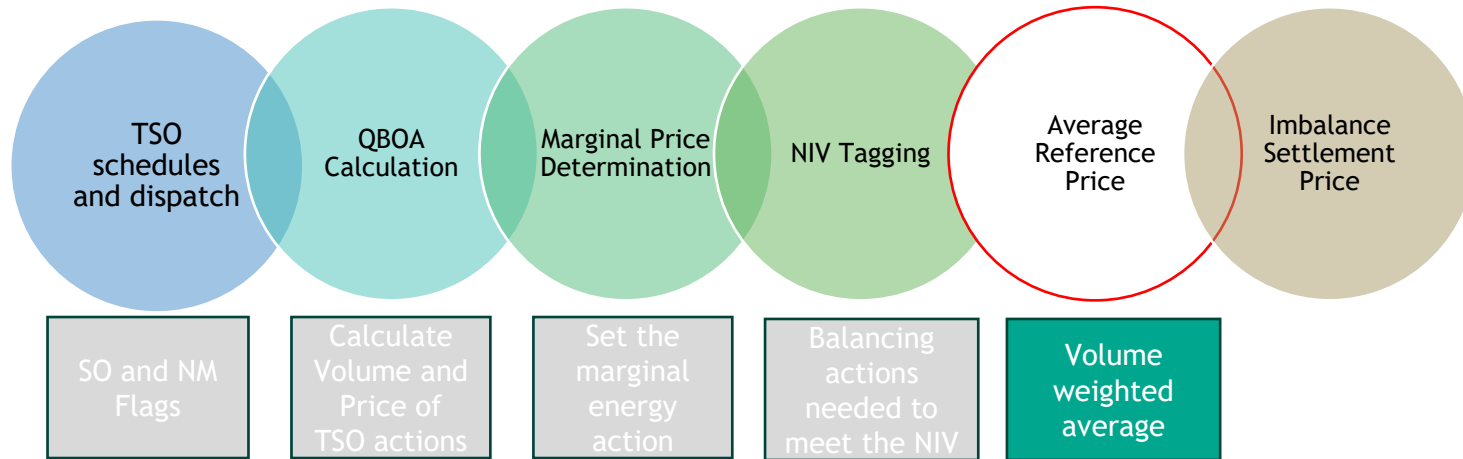 TSO
schedules
and dispatch
QBOA
Calculation
Marginal Price
Determination
NIV Tagging
Average
Reference
Price
Imbalance
Settlement
Price
SO and NM
Flags
Calculate
Volume and
Price of
TSO actions
Set the
marginal
energy
action
Balancing
actions
needed to
meet the NIV
Volume
weighted
average